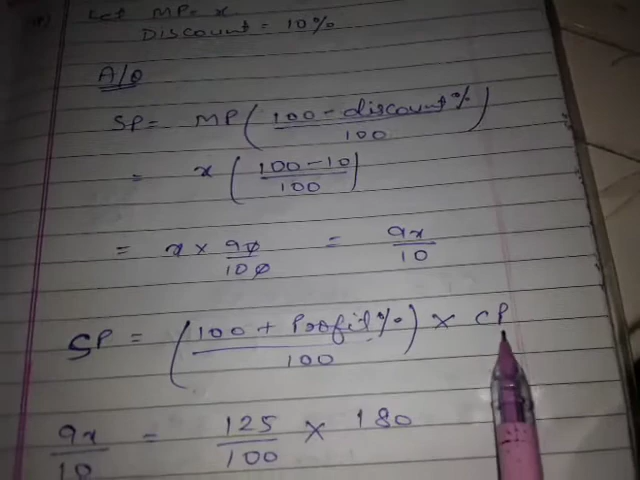 Let MP = x
Discount = 10%
A/Q
SP = MP ( 100 - discount% / 100 )
= x ( 100 - 10 / 100 )
= x × 90 / 100 = 9x / 10
SP = ( 100 + Profit% / 100 ) × CP
9x / 10 = 125 / 100 × 180